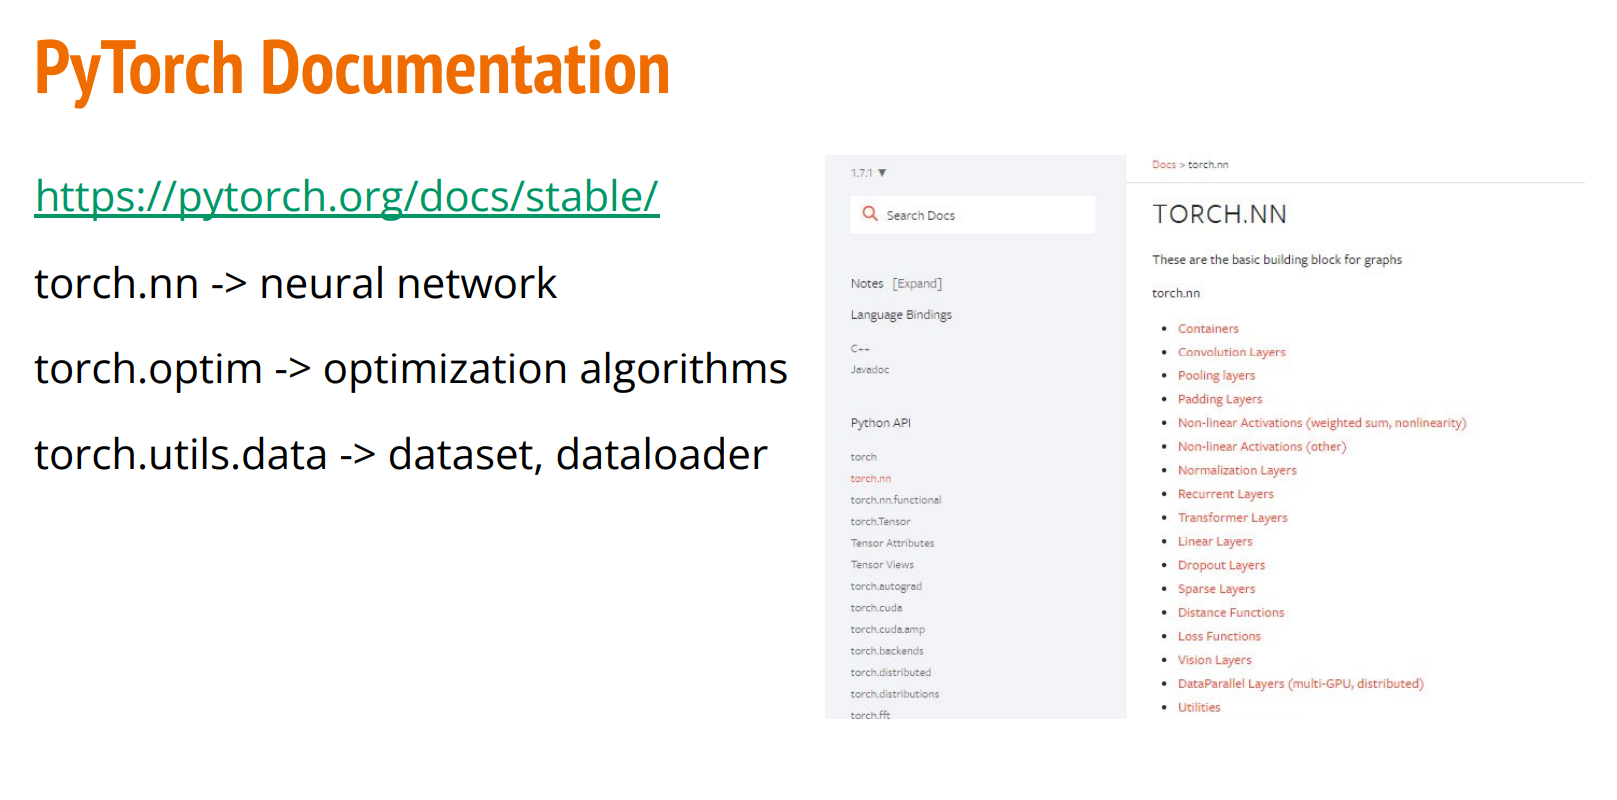 PyTorch Documentation
https://pytorch.org/docs/stable/
torch.nn -> neural network
torch.optim -> optimization algorithms
torch.utils.data -> dataset, dataloader
1.7.1 ▼
Search Docs
Notes [Expand]
Language Bindings
C++
Javadoc
Python API
torch
torch.nn
torch.nn.functional
torch.Tensor
Tensor Attributes
Tensor Views
torch.autograd
torch.cuda
torch.cuda.amp
torch.backends
torch.distributed
torch.distributions
torch.fft
Docs > torch.nn
TORCH.NN
These are the basic building block for graphs
torch.nn
• Containers
• Convolution Layers
• Pooling layers
• Padding Layers
• Non-linear Activations (weighted sum, nonlinearity)
• Non-linear Activations (other)
• Normalization Layers
• Recurrent Layers
• Transformer Layers
• Linear Layers
• Dropout Layers
• Sparse Layers
• Distance Functions
• Loss Functions
• Vision Layers
• DataParallel Layers (multi-GPU, distributed)
• Utilities